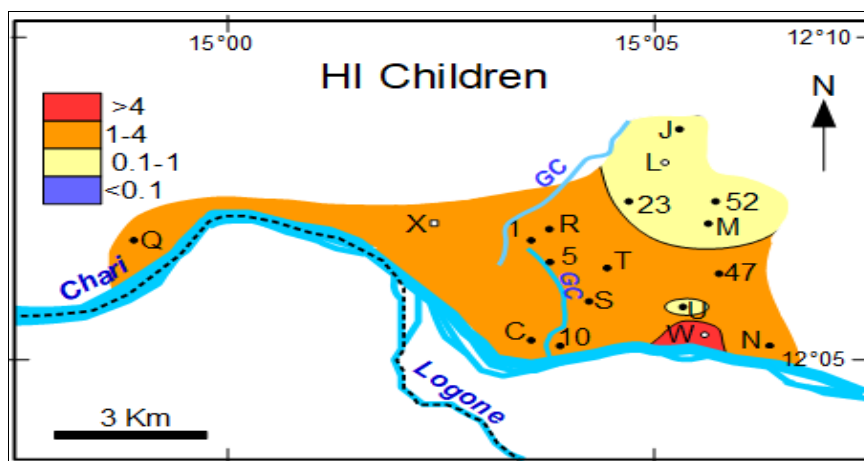 15°00 15°05 12°10
HI Children
N
>4
1-4
0.1-1
<0.1
J
L
GC
23 52
M
X R
1
Q
5 T
47
Chari
GC
S
U
C 10 W N
12°05
Logone
3 Km